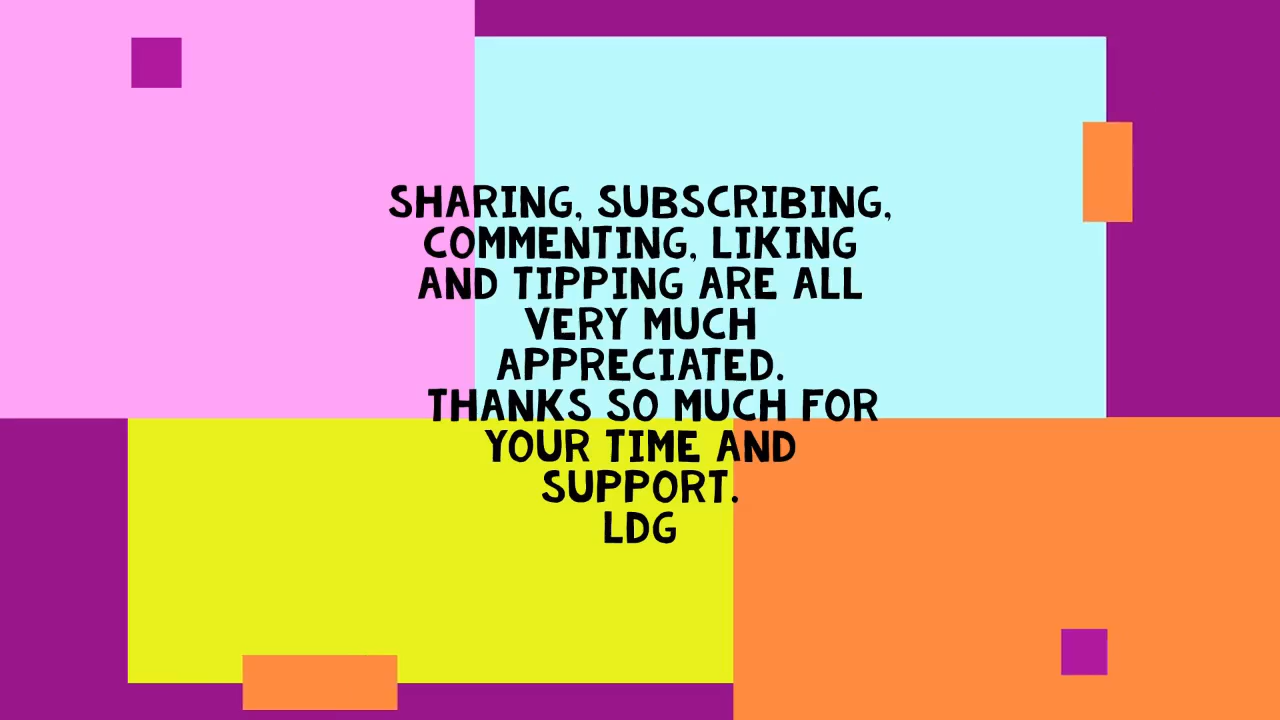 SHARING, SUBSCRIBING,
COMMENTING, LIKING
AND TIPPING ARE ALL
VERY MUCH
APPRECIATED.
THANKS SO MUCH FOR
YOUR TIME AND
SUPPORT.
LDG